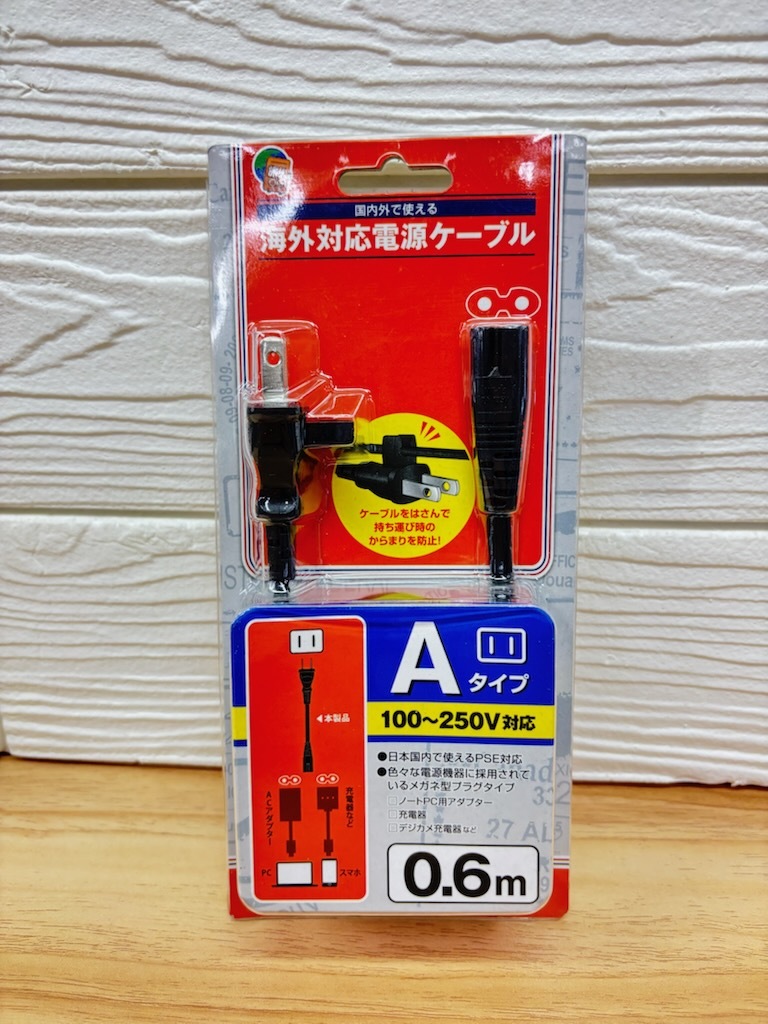 国内外で使える
海外対応電源ケーブル
ケーブルをはさんで
持ち運び時の
からまりを防止!
A
タイプ
100～250V対応
◀本製品
ACアダプター
充電器など
PC
スマホ
●日本国内で使えるPSE対応
●色々な電源機器に採用されて
いるメガネ型プラグタイプ
□ノートPC用アダプター
□充電器
□デジカメ充電器など
0.6m